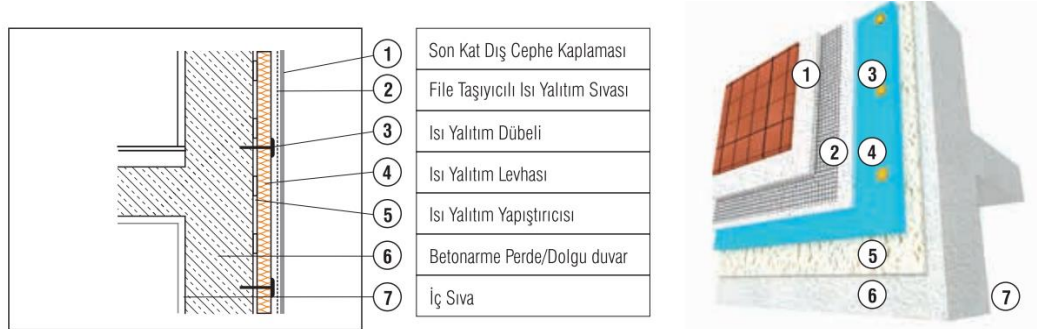 1 Son Kat Dış Cephe Kaplaması
2 File Taşıyıcılı Isı Yalıtım Sıvası
3 Isı Yalıtım Dübeli
4 Isı Yalıtım Levhası
5 Isı Yalıtım Yapıştırıcısı
6 Betonarme Perde/Dolgu duvar
7 İç Sıva
1
3
2
4
5
6
7